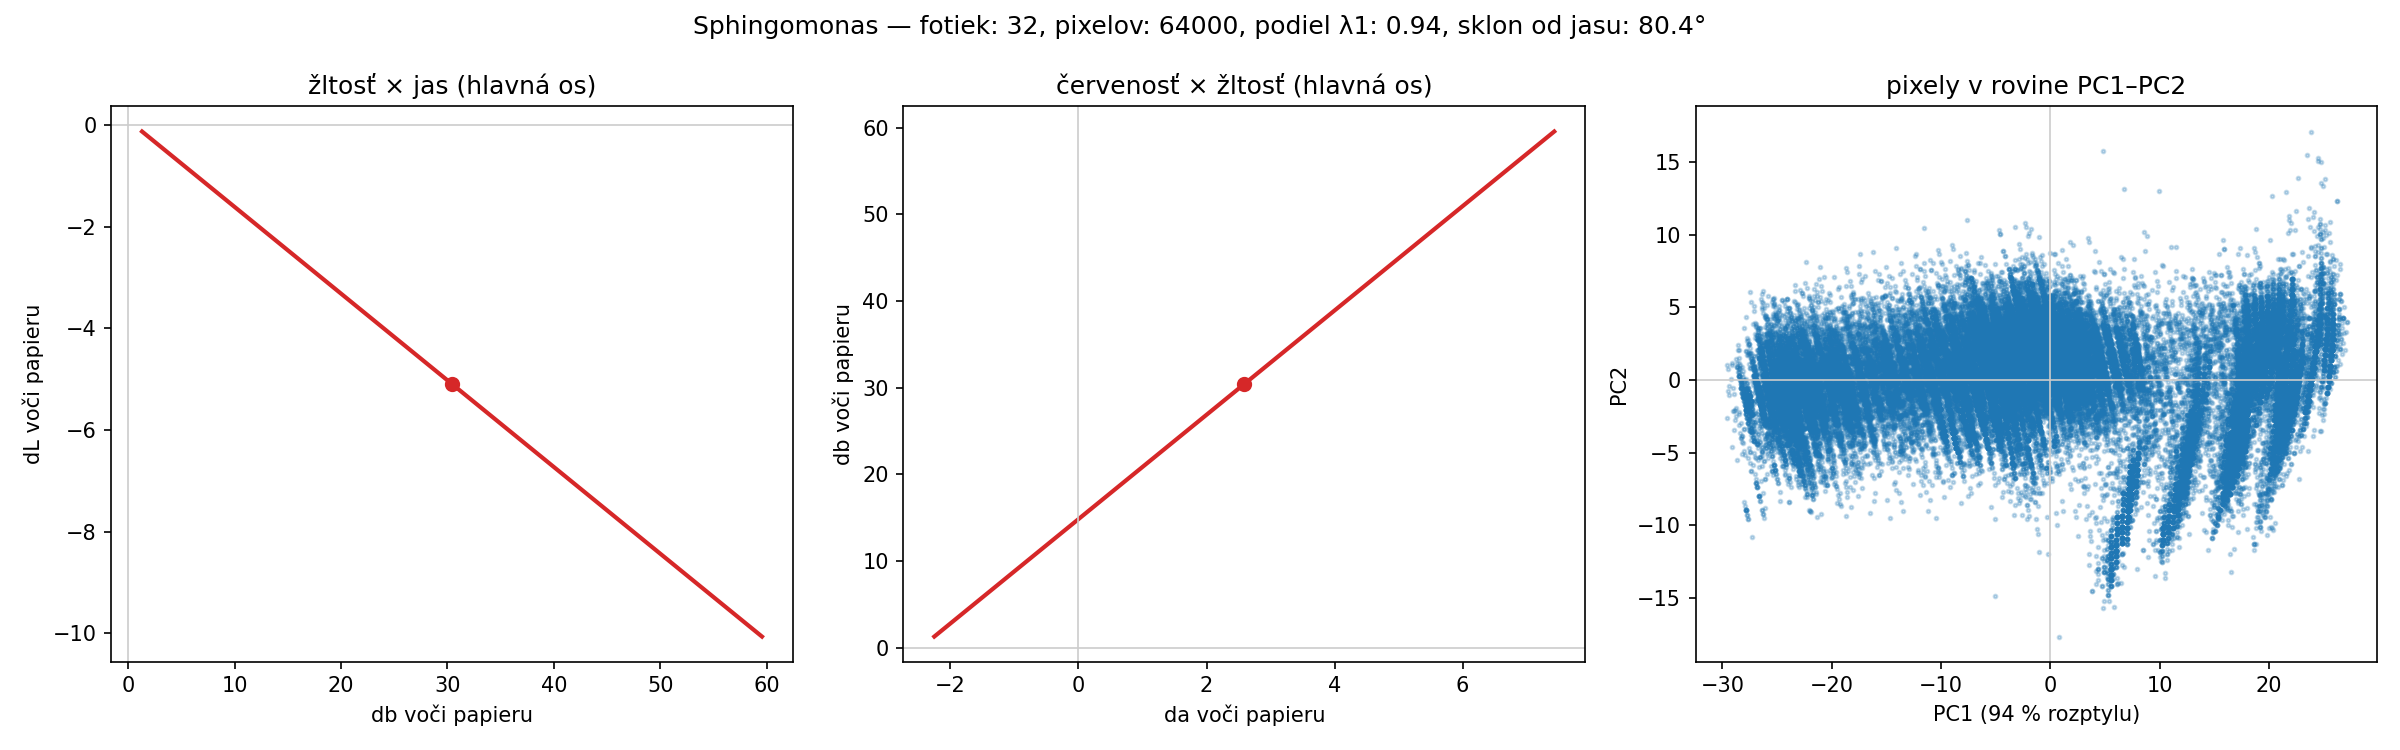 Sphingomonas — fotiek: 32, pixelov: 64000, podiel λ1: 0.94, sklon od jasu: 80.4°
žltosť × jas (hlavná os)
0
−2
−4
−6
−8
−10
dL voči papieru
0 10 20 30 40 50 60
db voči papieru
červenosť × žltosť (hlavná os)
60
50
40
30
20
10
0
db voči papieru
−2 0 2 4 6
da voči papieru
pixely v rovine PC1–PC2
15
10
5
0
−5
−10
−15
PC2
−30 −20 −10 0 10 20
PC1 (94 % rozptylu)